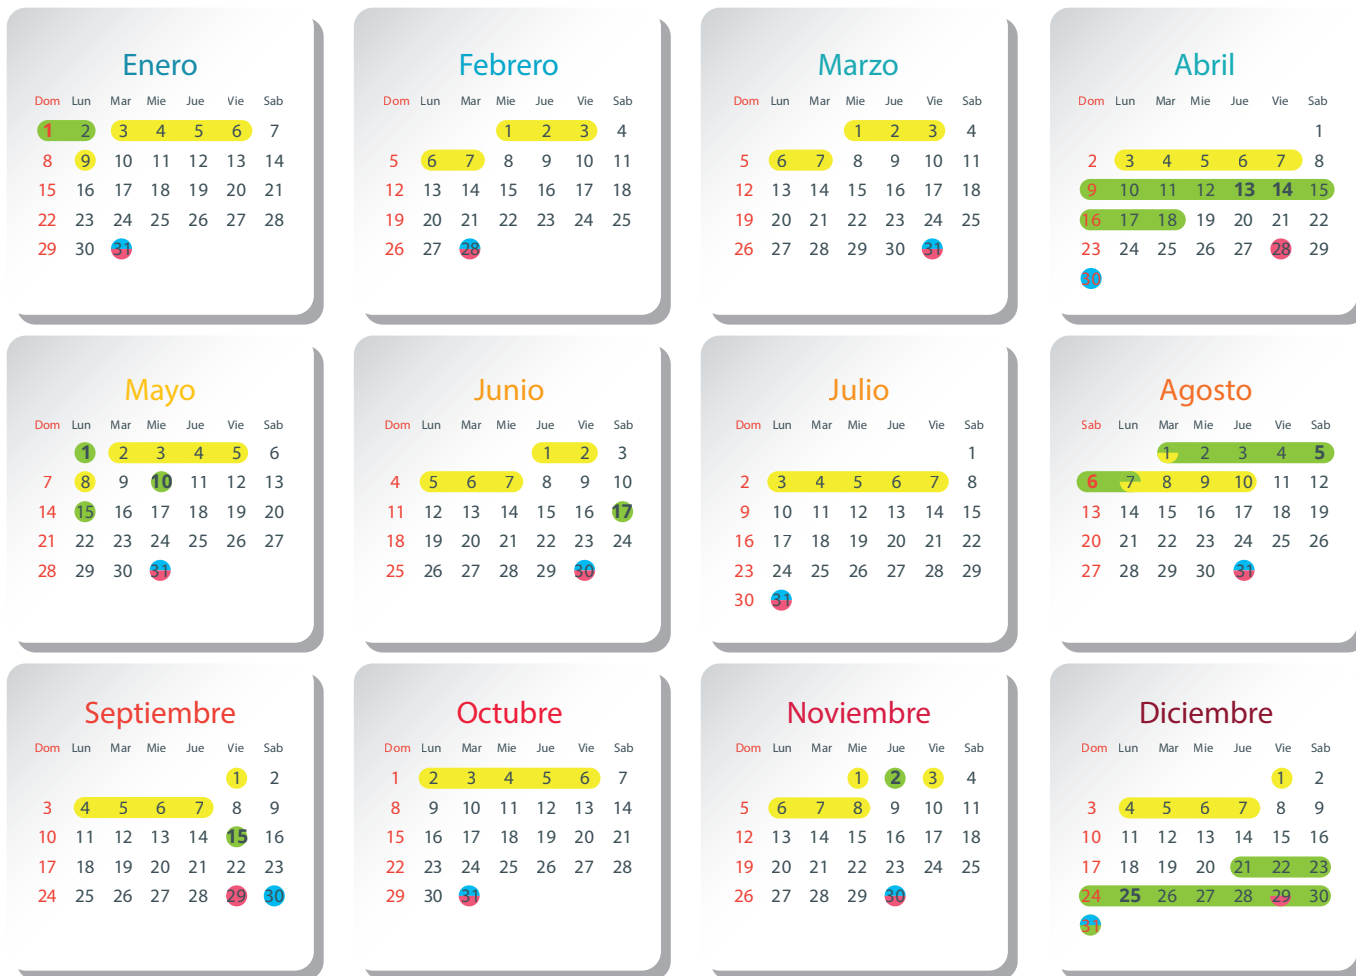 Enero
Dom Lun Mar Mie Jue Vie Sab
1 2 3 4 5 6 7
8 9 10 11 12 13 14
15 16 17 18 19 20 21
22 23 24 25 26 27 28
29 30 31
Febrero
Dom Lun Mar Mie Jue Vie Sab
1 2 3 4
5 6 7 8 9 10 11
12 13 14 15 16 17 18
19 20 21 22 23 24 25
26 27 28
Marzo
Dom Lun Mar Mie Jue Vie Sab
1 2 3 4
5 6 7 8 9 10 11
12 13 14 15 16 17 18
19 20 21 22 23 24 25
26 27 28 29 30 31
Abril
Dom Lun Mar Mie Jue Vie Sab
1
2 3 4 5 6 7 8
9 10 11 12 13 14 15
16 17 18 19 20 21 22
23 24 25 26 27 28 29
30
Mayo
Dom Lun Mar Mie Jue Vie Sab
1 2 3 4 5 6
7 8 9 10 11 12 13
14 15 16 17 18 19 20
21 22 23 24 25 26 27
28 29 30 31
Junio
Dom Lun Mar Mie Jue Vie Sab
1 2 3
4 5 6 7 8 9 10
11 12 13 14 15 16 17
18 19 20 21 22 23 24
25 26 27 28 29 30
Julio
Dom Lun Mar Mie Jue Vie Sab
1
2 3 4 5 6 7 8
9 10 11 12 13 14 15
16 17 18 19 20 21 22
23 24 25 26 27 28 29
30 31
Agosto
Sab Lun Mar Mie Jue Vie Sab
1 2 3 4 5
6 7 8 9 10 11 12
13 14 15 16 17 18 19
20 21 22 23 24 25 26
27 28 29 30 31
Septiembre
Dom Lun Mar Mie Jue Vie Sab
1 2
3 4 5 6 7 8 9
10 11 12 13 14 15 16
17 18 19 20 21 22 23
24 25 26 27 28 29 30
Octubre
Dom Lun Mar Mie Jue Vie Sab
1 2 3 4 5 6 7
8 9 10 11 12 13 14
15 16 17 18 19 20 21
22 23 24 25 26 27 28
29 30 31
Noviembre
Dom Lun Mar Mie Jue Vie Sab
1 2 3 4
5 6 7 8 9 10 11
12 13 14 15 16 17 18
19 20 21 22 23 24 25
26 27 28 29 30
Diciembre
Dom Lun Mar Mie Jue Vie Sab
1 2
3 4 5 6 7 8 9
10 11 12 13 14 15 16
17 18 19 20 21 22 23
24 25 26 27 28 29 30
31